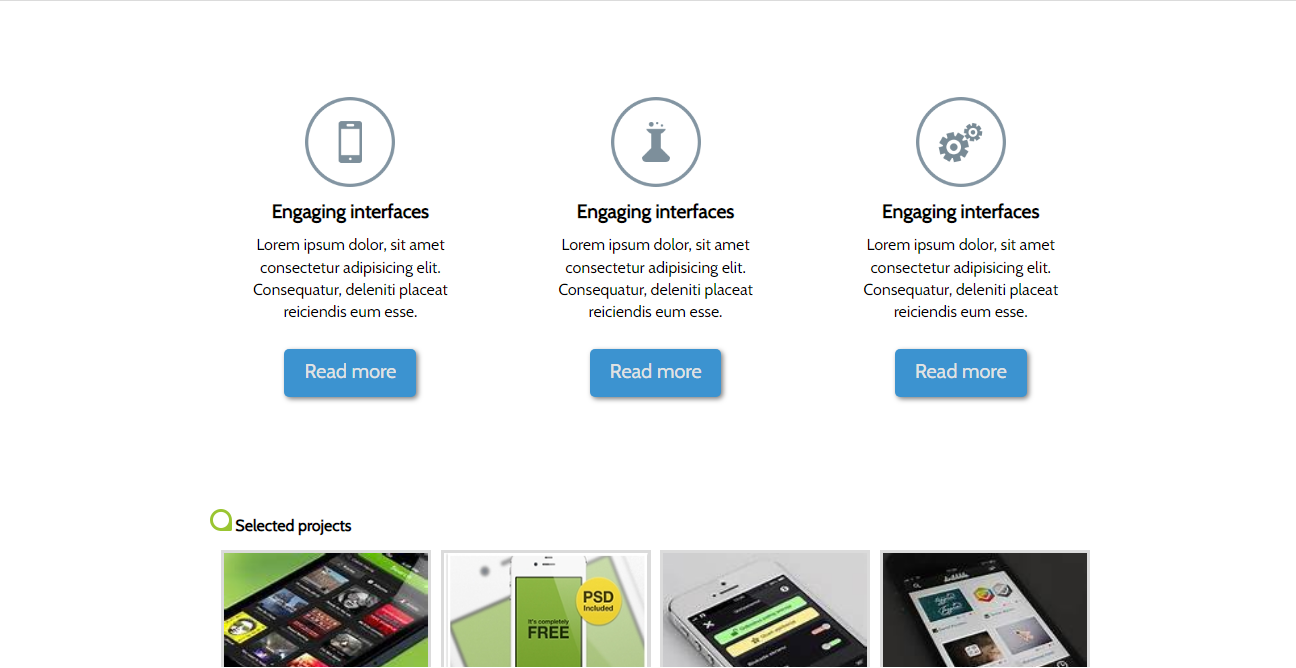 Engaging interfaces
Lorem ipsum dolor, sit amet
consectetur adipisicing elit.
Consequatur, deleniti placeat
reiciendis eum esse.
Read more
Engaging interfaces
Lorem ipsum dolor, sit amet
consectetur adipisicing elit.
Consequatur, deleniti placeat
reiciendis eum esse.
Read more
Engaging interfaces
Lorem ipsum dolor, sit amet
consectetur adipisicing elit.
Consequatur, deleniti placeat
reiciendis eum esse.
Read more
Selected projects
PSD
Included
It's completely
FREE